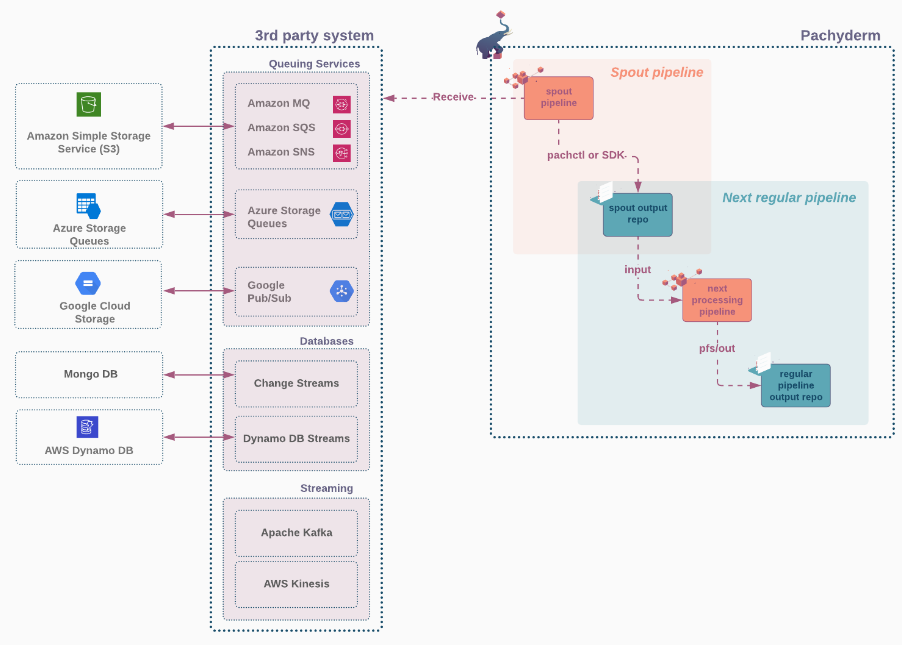 3rd party system
Pachyderm
Queuing Services
Amazon Simple Storage
Service (S3)
Amazon MQ
Amazon SQS
Amazon SNS
Receive
Spout pipeline
spout
pipeline
pachctl or SDK
Azure Storage
Queues
Azure Storage
Queues
Next regular pipeline
spout output
repo
input
Google Cloud
Storage
Google
Pub/Sub
next
processing
pipeline
pfs/out
Databases
Mongo DB
Change Streams
regular
pipeline
output repo
AWS Dynamo DB
Dynamo DB Streams
Streaming
Apache Kafka
AWS Kinesis